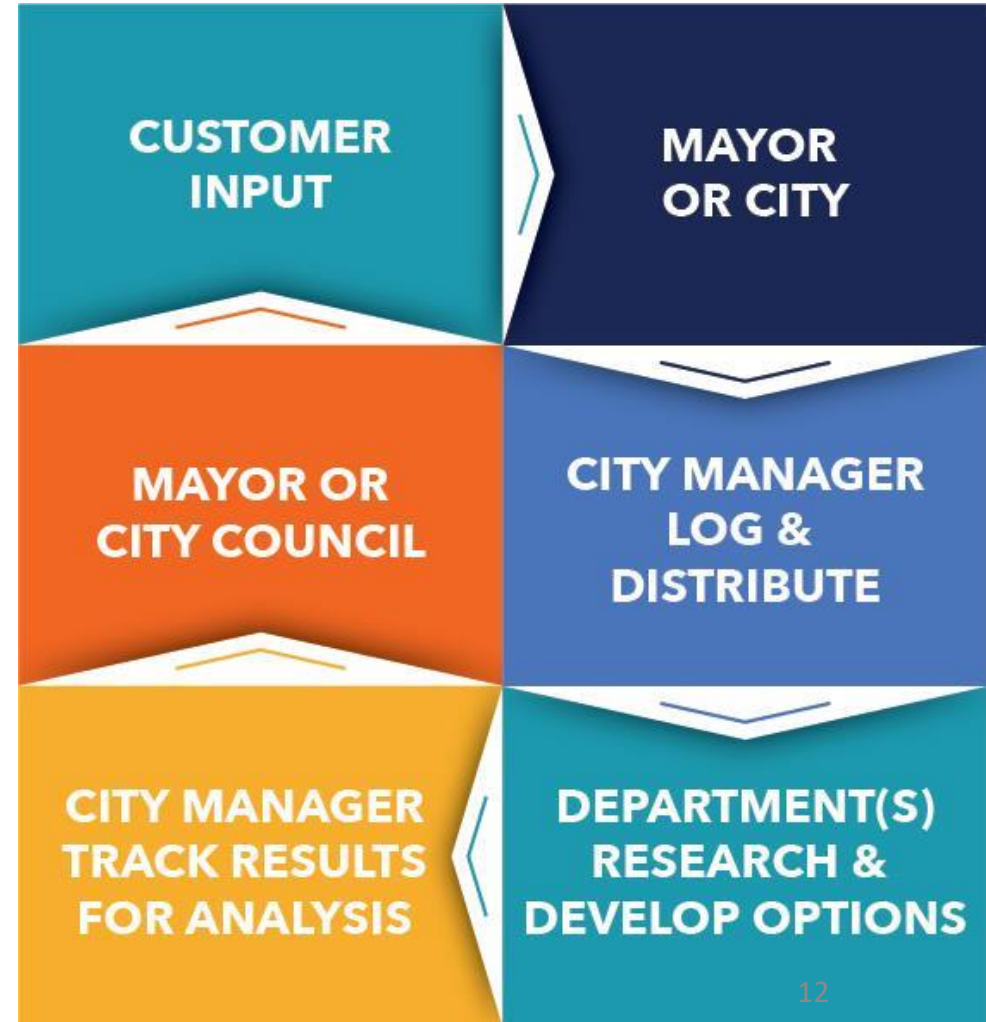 CUSTOMER
INPUT
MAYOR
OR CITY
MAYOR OR
CITY COUNCIL
CITY MANAGER
LOG &
DISTRIBUTE
CITY MANAGER
TRACK RESULTS
FOR ANALYSIS
DEPARTMENT(S)
RESEARCH &
DEVELOP OPTIONS
12